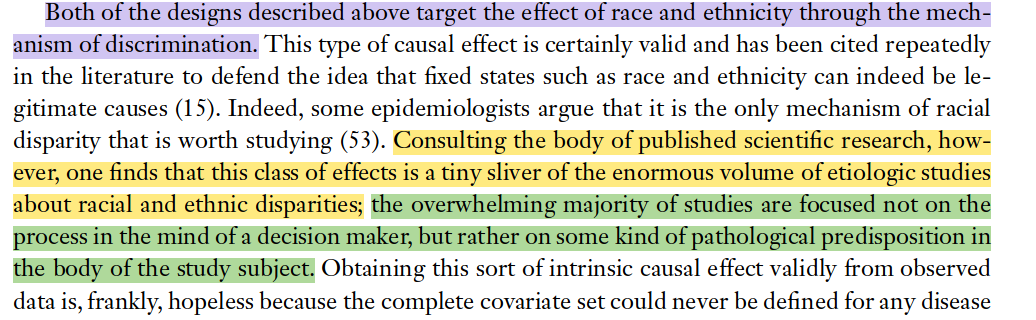 Both of the designs described above target the effect of race and ethnicity through the mech-
anism of discrimination. This type of causal effect is certainly valid and has been cited repeatedly
in the literature to defend the idea that fixed states such as race and ethnicity can indeed be le-
gitimate causes (15). Indeed, some epidemiologists argue that it is the only mechanism of racial
disparity that is worth studying (53). Consulting the body of published scientific research, how-
ever, one finds that this class of effects is a tiny sliver of the enormous volume of etiologic studies
about racial and ethnic disparities; the overwhelming majority of studies are focused not on the
process in the mind of a decision maker, but rather on some kind of pathological predisposition in
the body of the study subject. Obtaining this sort of intrinsic causal effect validly from observed
data is, frankly, hopeless because the complete covariate set could never be defined for any disease